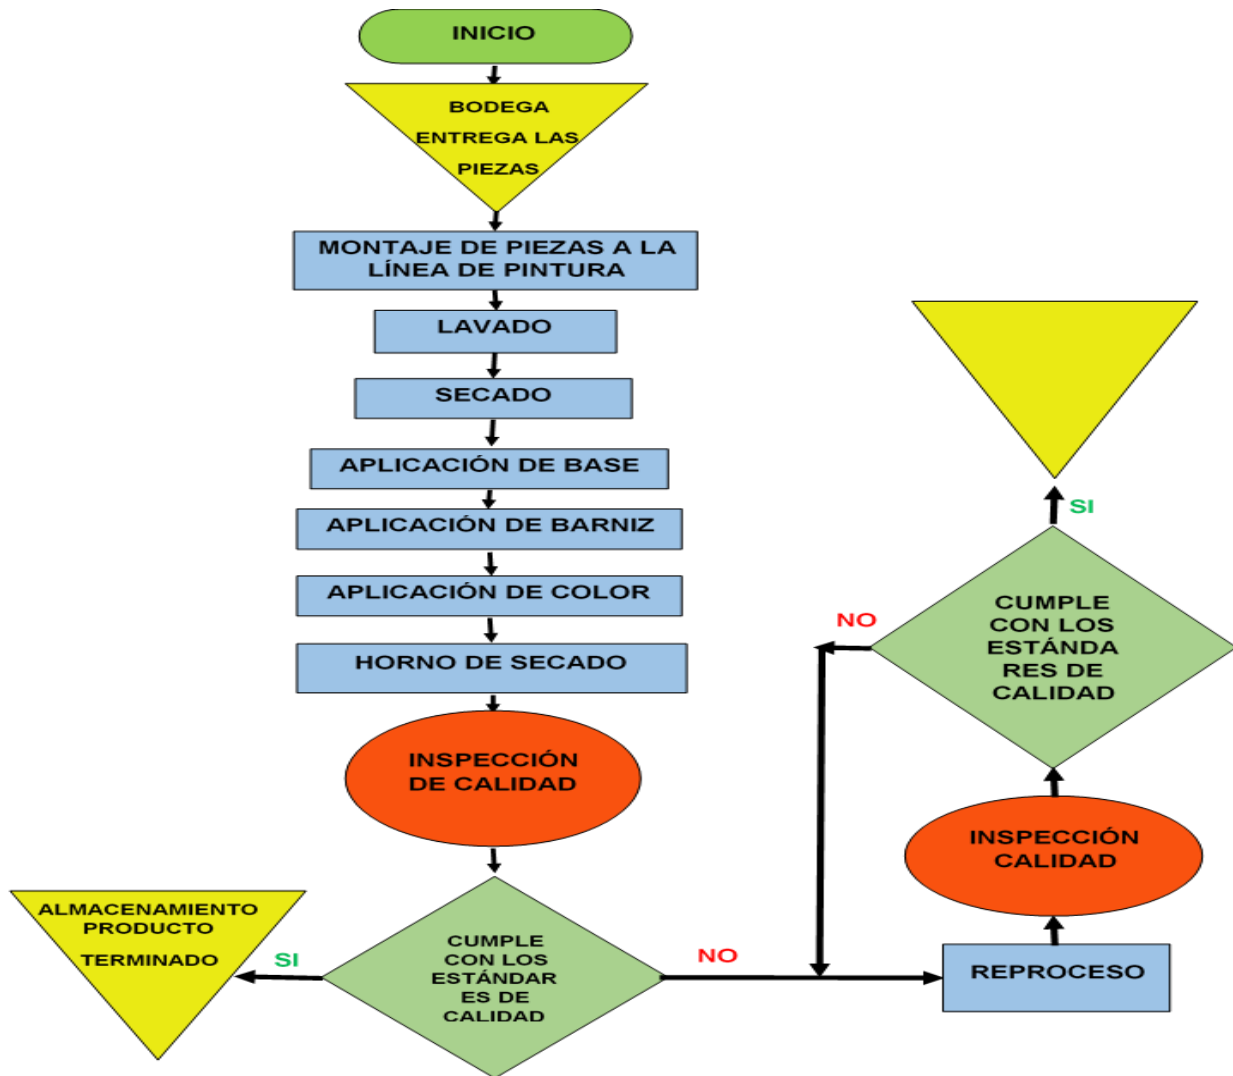 INICIO
BODEGA
ENTREGA LAS
PIEZAS
MONTAJE DE PIEZAS A LA
LÍNEA DE PINTURA
LAVADO
SECADO
APLICACIÓN DE BASE
APLICACIÓN DE BARNIZ
APLICACIÓN DE COLOR
HORNO DE SECADO
INSPECCIÓN
DE CALIDAD
CUMPLE
CON LOS
ESTÁNDAR
ES DE
CALIDAD
SI
ALMACENAMIENTO
PRODUCTO
TERMINADO
NO
REPROCESO
INSPECCIÓN
CALIDAD
CUMPLE
CON LOS
ESTÁNDA
RES DE
CALIDAD
NO
SI